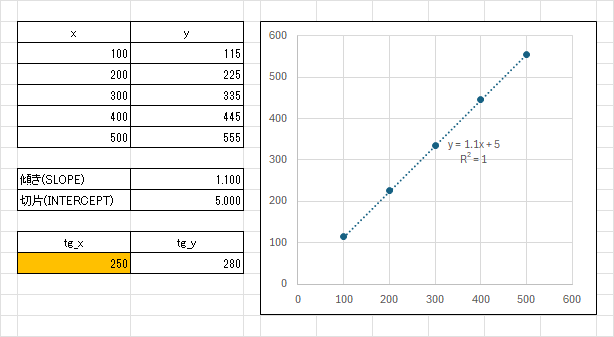 x y
100 115
200 225
300 335
400 445
500 555
傾き(SLOPE) 1.100
切片(INTERCEPT) 5.000
tg_x tg_y
250 280
600
500
400
300
200
100
0
y = 1.1x + 5
R² = 1
0 100 200 300 400 500 600